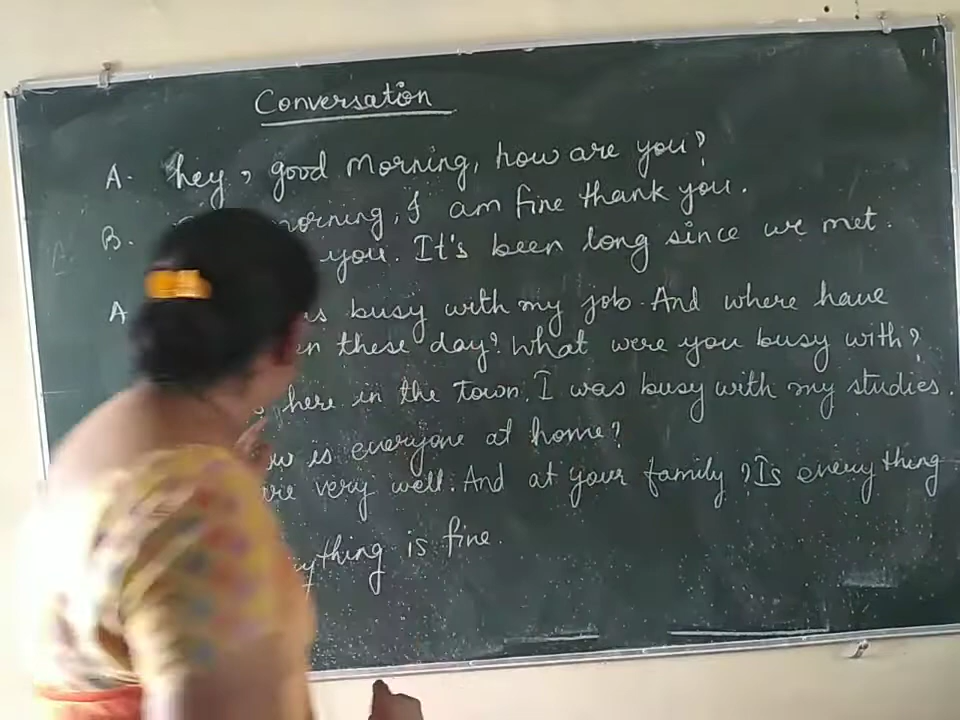 Conversation
A. hey, good Morning, how are you?
B. morning, I am fine thank you.
you. It's been long since we met.
A busy with my job. And where have
these day? What were you busy with?
here in the town. I was busy with my studies.
is everyone at home?
very well. And at your family? Is every thing
is fine.